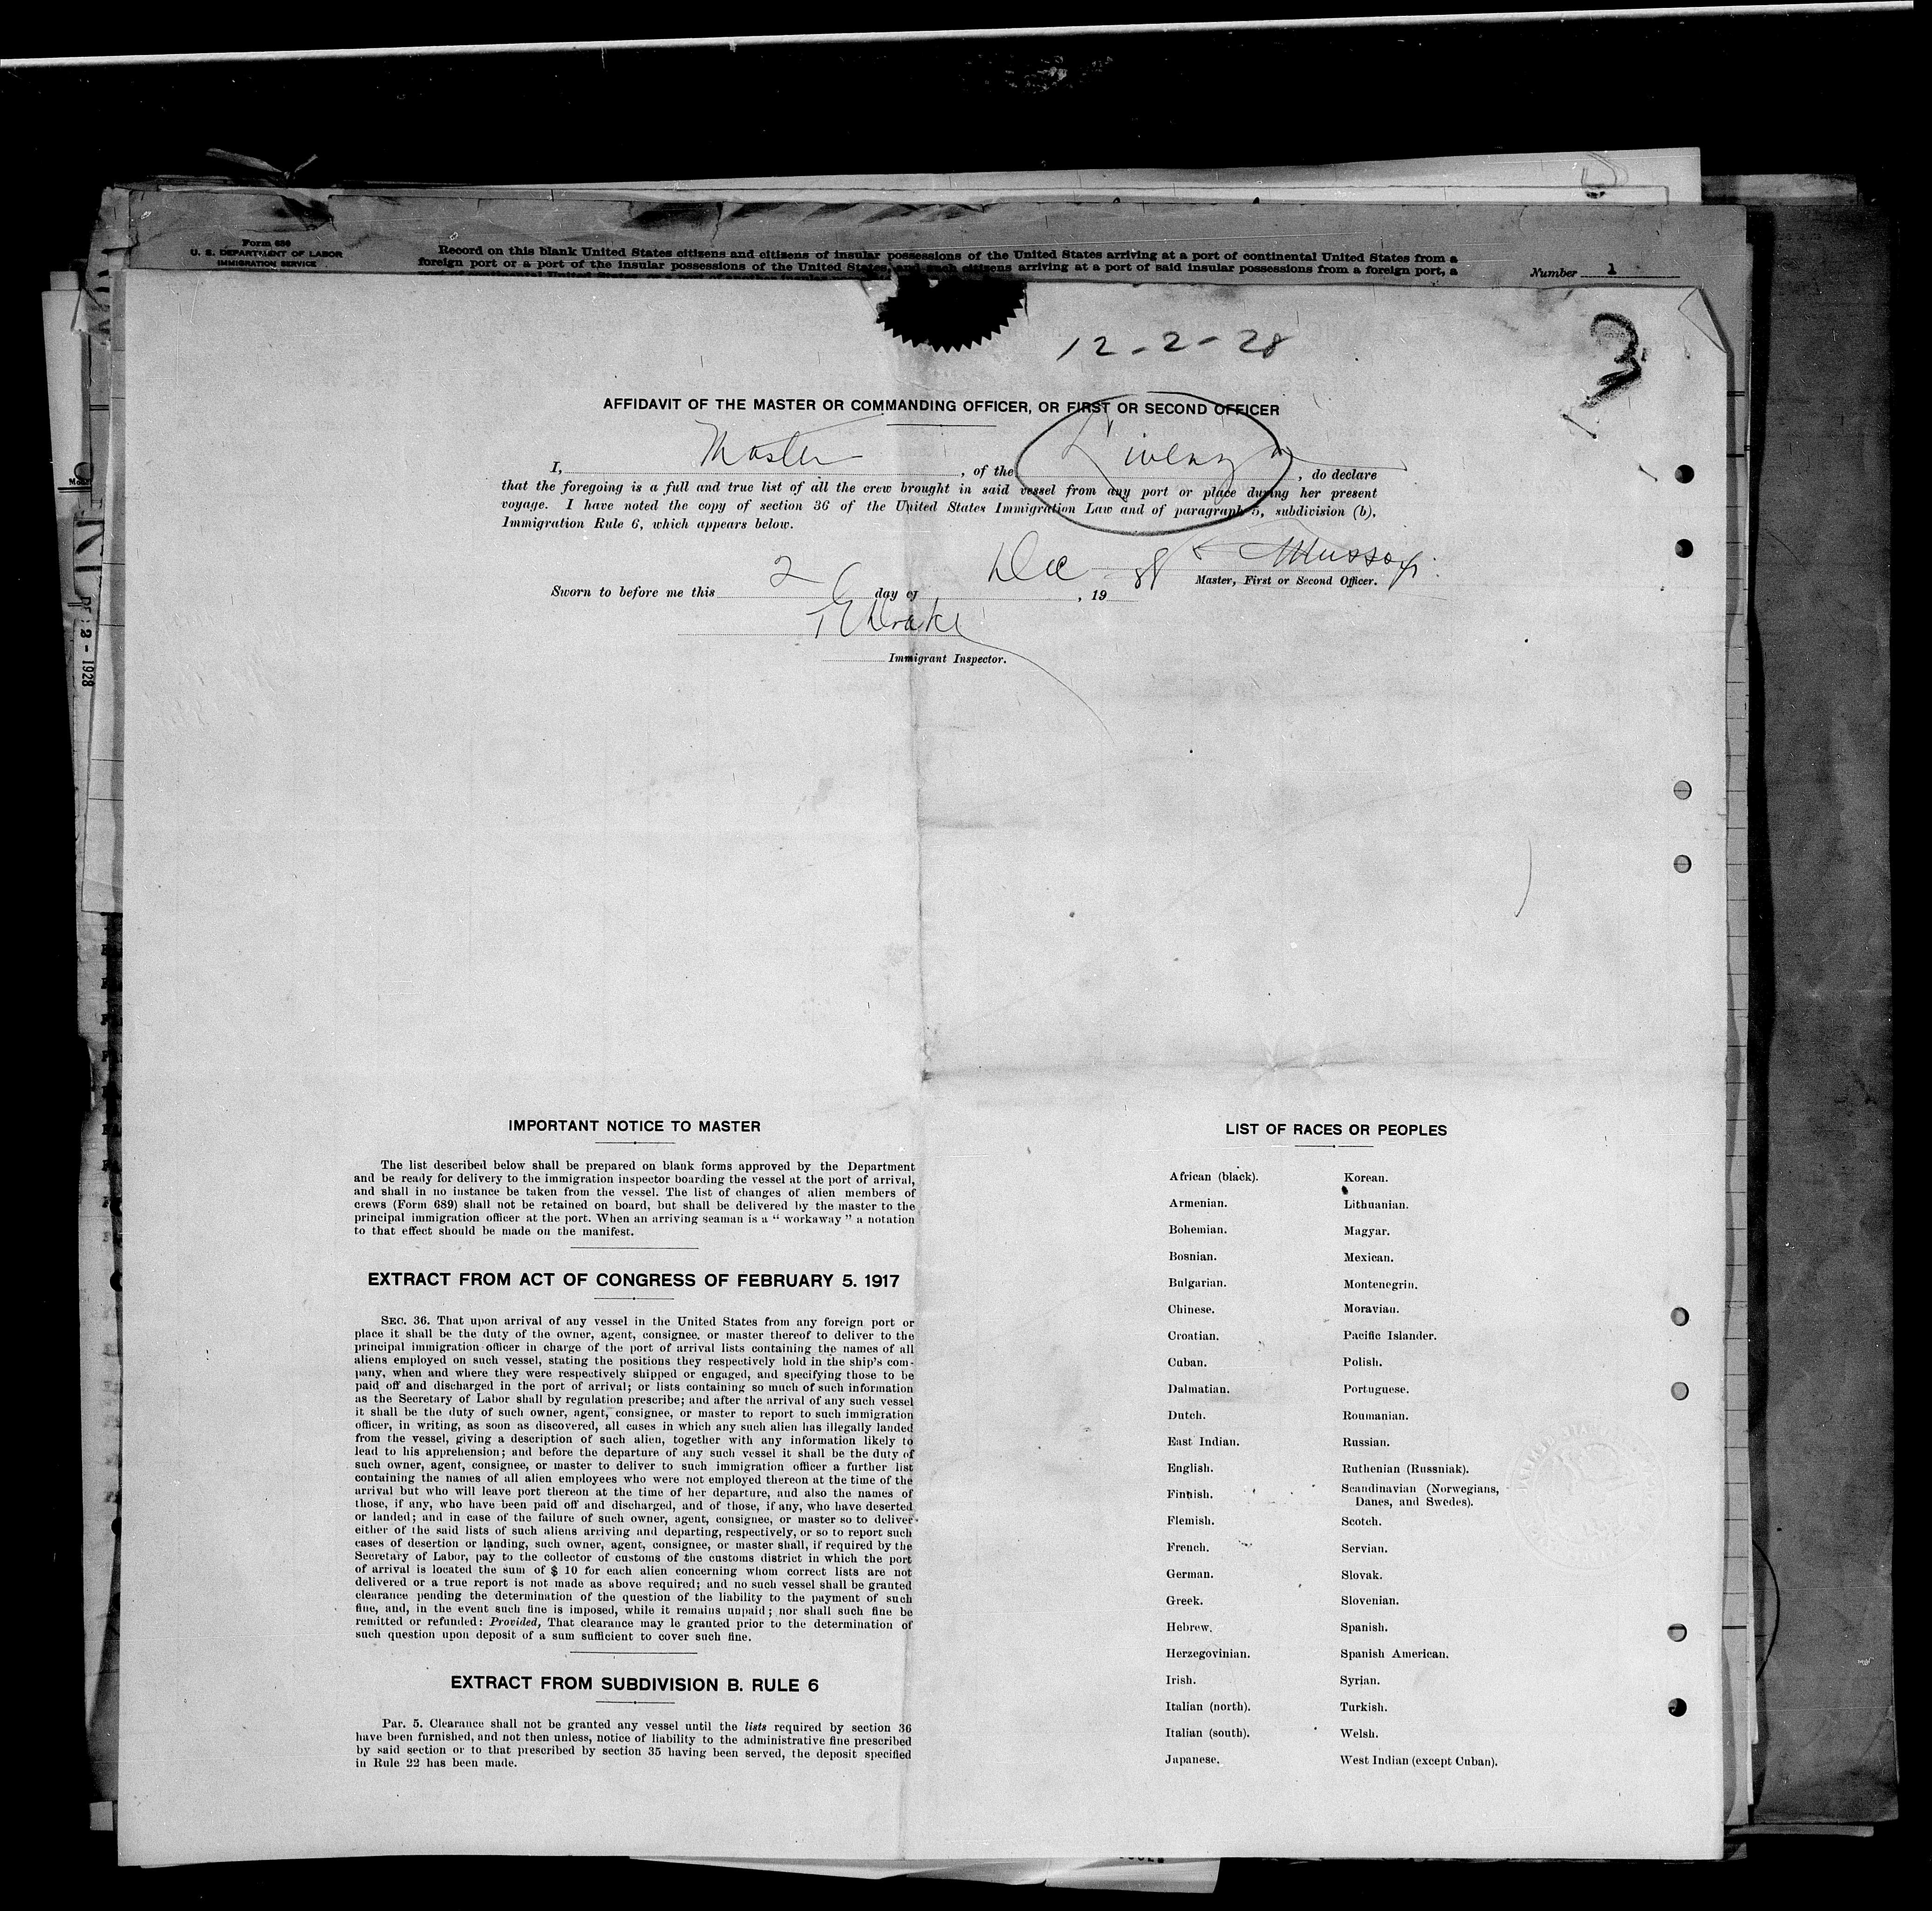 Form 689
U. S. DEPARTMENT OF LABOR
IMMIGRATION SERVICE
Record on this blank United States citizens and citizens of insular possessions of the United States arriving at a port of continental United States from a
foreign port or a port of the insular possessions of the United States, and such citizens arriving at a port of said insular possessions from a foreign port, a
Number 1
12-2-28
3
AFFIDAVIT OF THE MASTER OR COMMANDING OFFICER, OR FIRST OR SECOND OFFICER
I, Master, of the Livenza, do declare
that the foregoing is a full and true list of all the crew brought in said vessel from any port or place during her present
voyage. I have noted the copy of section 36 of the United States Immigration Law and of paragraph 5, subdivision (b),
Immigration Rule 6, which appears below.
Master, First or Second Officer.
Sworn to before me this 2 day of Dec, 19 28
T E Drake
Immigrant Inspector.
2 - 1928
IMPORTANT NOTICE TO MASTER
The list described below shall be prepared on blank forms approved by the Department
and be ready for delivery to the immigration inspector boarding the vessel at the port of arrival,
and shall in no instance be taken from the vessel. The list of changes of alien members of
crews (Form 689) shall not be retained on board, but shall be delivered by the master to the
principal immigration officer at the port. When an arriving seaman is a " workaway " a notation
to that effect should be made on the manifest.
EXTRACT FROM ACT OF CONGRESS OF FEBRUARY 5. 1917
SEC. 36. That upon arrival of any vessel in the United States from any foreign port or
place it shall be the duty of the owner, agent, consignee, or master thereof to deliver to the
principal immigration officer in charge of the port of arrival lists containing the names of all
aliens employed on such vessel, stating the positions they respectively hold in the ship's com-
pany, when and where they were respectively shipped or engaged, and specifying those to be
paid off and discharged in the port of arrival; or lists containing so much of such information
as the Secretary of Labor shall by regulation prescribe; and after the arrival of any such vessel
it shall be the duty of such owner, agent, consignee, or master to report to such immigration
officer, in writing, as soon as discovered, all cases in which any such alien has illegally landed
from the vessel, giving a description of such alien, together with any information likely to
lead to his apprehension; and before the departure of any such vessel it shall be the duty of
such owner, agent, consignee, or master to deliver to such immigration officer a further list
containing the names of all alien employees who were not employed thereon at the time of the
arrival but who will leave port thereon at the time of her departure, and also the names of
those, if any, who have been paid off and discharged, and of those, if any, who have deserted
or landed; and in case of the failure of such owner, agent, consignee, or master so to deliver
either of the said lists of such aliens arriving and departing, respectively, or so to report such
cases of desertion or landing, such owner, agent, consignee, or master shall, if required by the
Secretary of Labor, pay to the collector of customs of the customs district in which the port
of arrival is located the sum of $ 10 for each alien concerning whom correct lists are not
delivered or a true report is not made as above required; and no such vessel shall be granted
clearance pending the determination of the question of the liability to the payment of such
fine, and, in the event such fine is imposed, while it remains unpaid; nor shall such fine be
remitted or refunded: Provided, That clearance may le granted prior to the determination of
such question upon deposit of a sum sufficient to cover such fine.
EXTRACT FROM SUBDIVISION B. RULE 6
Par. 5. Clearance shall not be granted any vessel until the lists required by section 36
have been furnished, and not then unless, notice of liability to the administrative fine prescribed
by said section or to that prescribed by section 35 having been served, the deposit specified
in Rule 22 has been made.
LIST OF RACES OR PEOPLES
African (black).
Armenian.
Bohemian.
Bosnian.
Bulgarian.
Chinese.
Croatian.
Cuban.
Dalmatian.
Dutch.
East Indian.
English.
Finnish.
Flemish.
French.
German.
Greek.
Hebrew.
Herzegovinian.
Irish.
Italian (north).
Italian (south).
Japanese.
Korean.
Lithuanian.
Magyar.
Mexican.
Montenegrin.
Moravian.
Pacific Islander.
Polish.
Portuguese.
Roumanian.
Russian.
Ruthenian (Russniak).
Scandinavian (Norwegians,
Danes, and Swedes).
Scotch.
Servian.
Slovak.
Slovenian.
Spanish.
Spanish American.
Syrian.
Turkish.
Welsh.
West Indian (except Cuban).